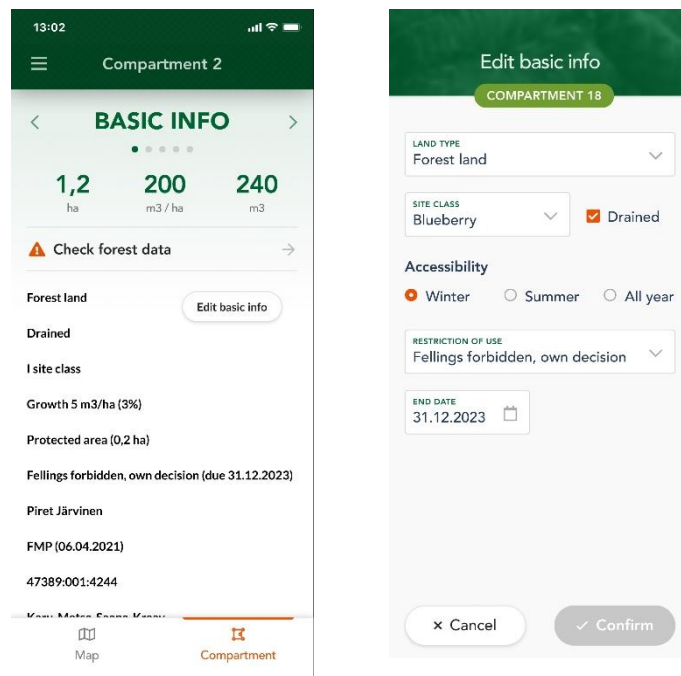 13:02
Compartment 2
BASIC INFO
1,2 200 240
ha m3 / ha m3
Check forest data
Forest land
Edit basic info
Drained
I site class
Growth 5 m3/ha (3%)
Protected area (0,2 ha)
Fellings forbidden, own decision (due 31.12.2023)
Piret Järvinen
FMP (06.04.2021)
47389:001:4244
Map Compartment
Edit basic info
COMPARTMENT 18
LAND TYPE
Forest land
SITE CLASS
Blueberry
Drained
Accessibility
Winter Summer All year
RESTRICTION OF USE
Fellings forbidden, own decision
END DATE
31.12.2023
× Cancel ✓ Confirm